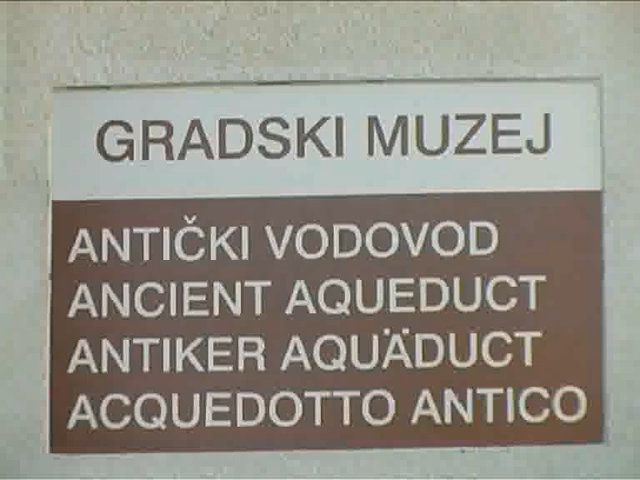 GRADSKI MUZEJ
ANTIČKI VODOVOD
ANCIENT AQUEDUCT
ANTIKER AQUÄDUCT
ACQUEDOTTO ANTICO